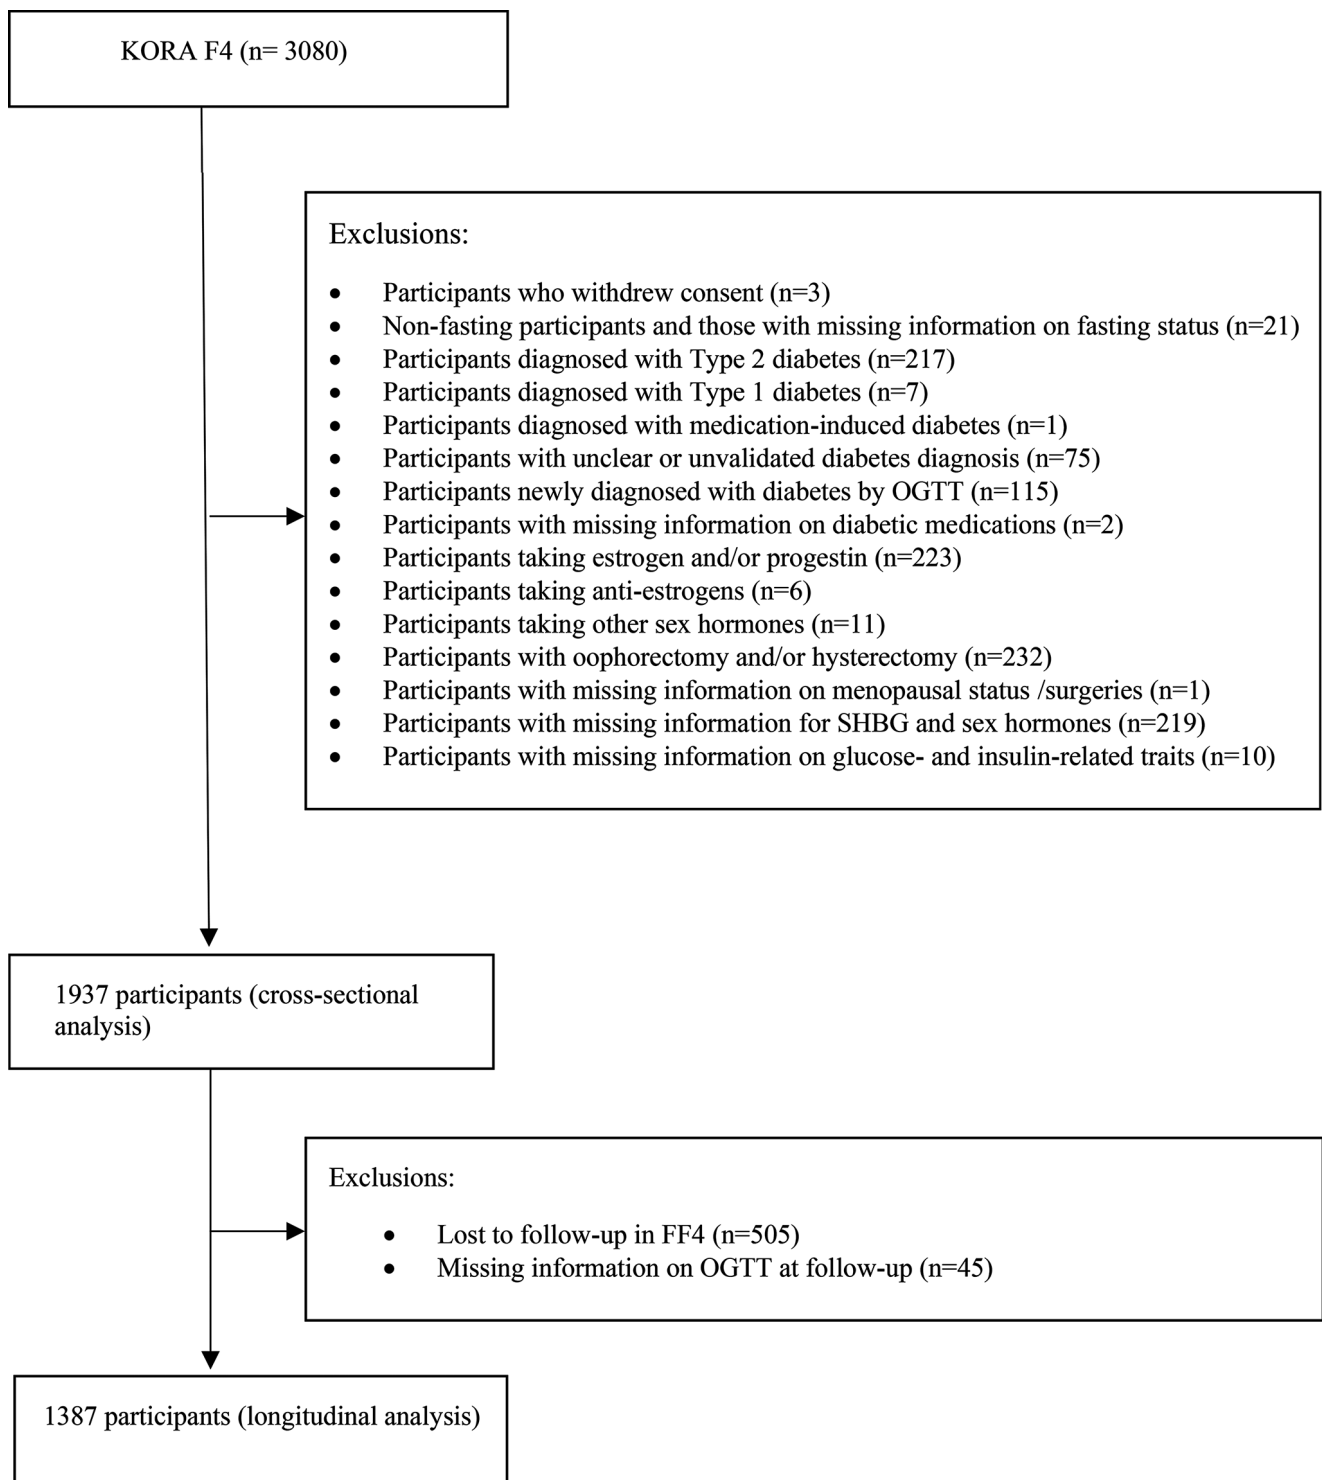 KORA F4 (n= 3080)
Exclusions:
• Participants who withdrew consent (n=3)
• Non-fasting participants and those with missing information on fasting status (n=21)
• Participants diagnosed with Type 2 diabetes (n=217)
• Participants diagnosed with Type 1 diabetes (n=7)
• Participants diagnosed with medication-induced diabetes (n=1)
• Participants with unclear or unvalidated diabetes diagnosis (n=75)
• Participants newly diagnosed with diabetes by OGTT (n=115)
• Participants with missing information on diabetic medications (n=2)
• Participants taking estrogen and/or progestin (n=223)
• Participants taking anti-estrogens (n=6)
• Participants taking other sex hormones (n=11)
• Participants with oophorectomy and/or hysterectomy (n=232)
• Participants with missing information on menopausal status /surgeries (n=1)
• Participants with missing information for SHBG and sex hormones (n=219)
• Participants with missing information on glucose- and insulin-related traits (n=10)
1937 participants (cross-sectional
analysis)
Exclusions:
• Lost to follow-up in FF4 (n=505)
• Missing information on OGTT at follow-up (n=45)
1387 participants (longitudinal analysis)